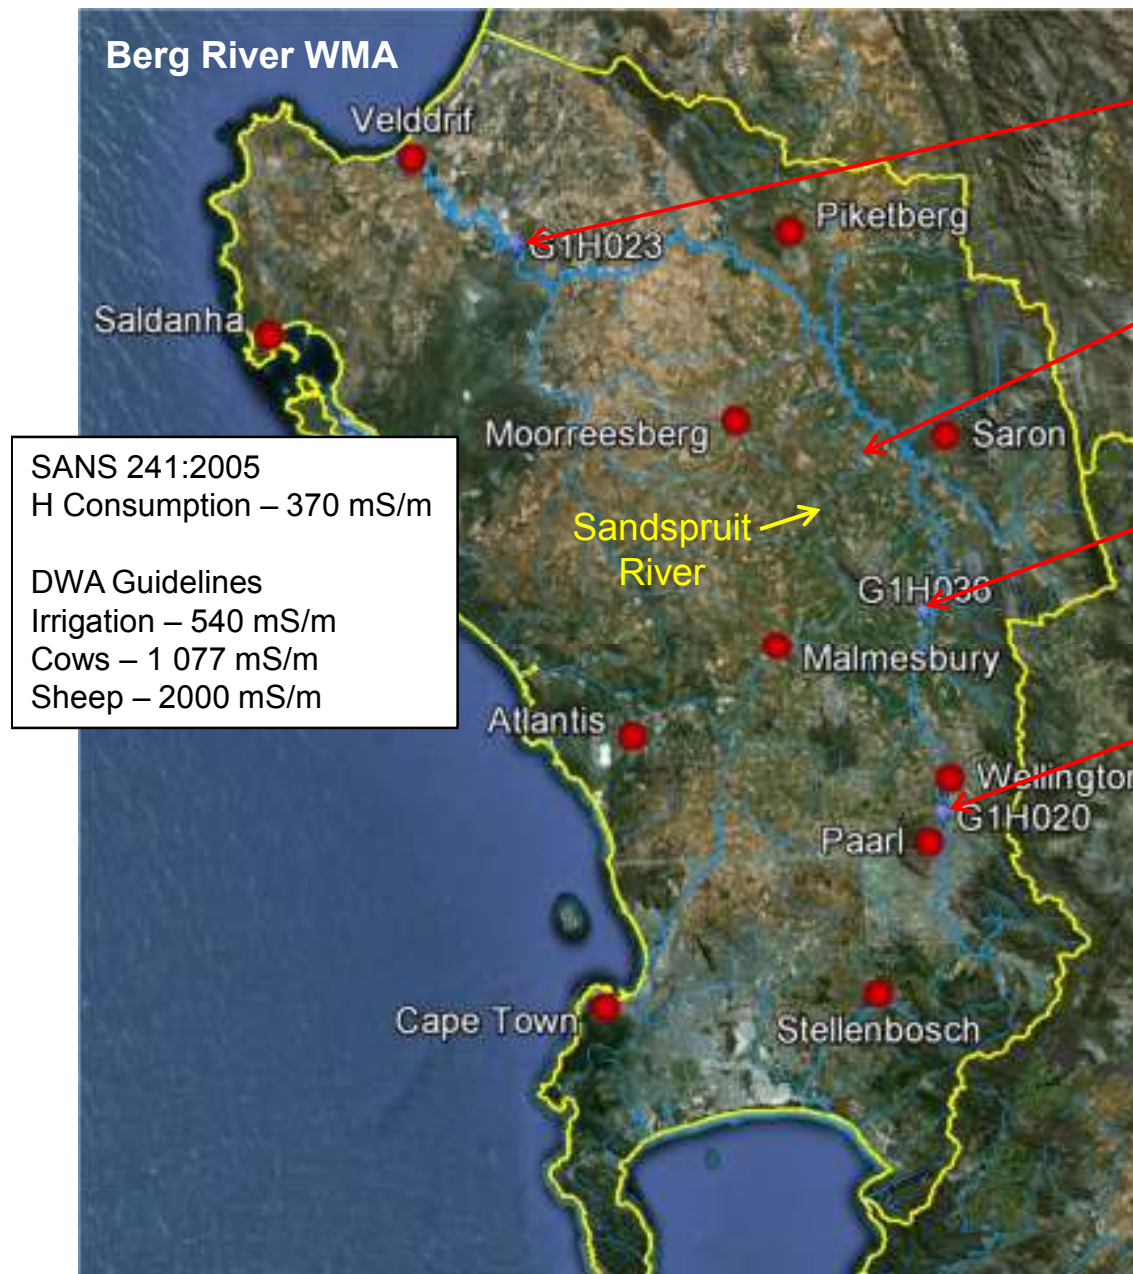 Berg River WMA
Velddrif
Piketberg
G1H023
Saldanha
Moorreesberg
Saron
SANS 241:2005
H Consumption – 370 mS/m
DWA Guidelines
Irrigation – 540 mS/m
Cows – 1 077 mS/m
Sheep – 2000 mS/m
Sandspruit
River
G1H036
Malmesbury
Atlantis
Wellington
G1H020
Paarl
Cape Town
Stellenbosch